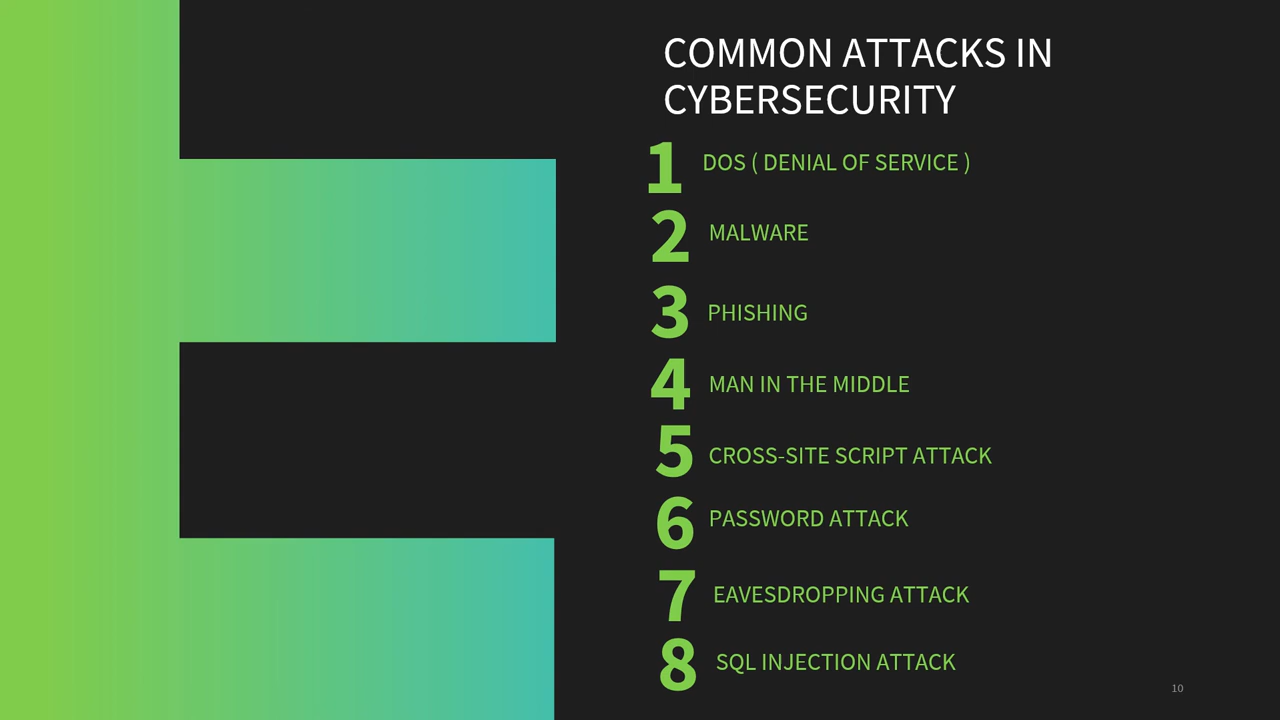 COMMON ATTACKS IN
CYBERSECURITY
1 DOS ( DENIAL OF SERVICE )
2 MALWARE
3 PHISHING
4 MAN IN THE MIDDLE
5 CROSS-SITE SCRIPT ATTACK
6 PASSWORD ATTACK
7 EAVESDROPPING ATTACK
8 SQL INJECTION ATTACK
10